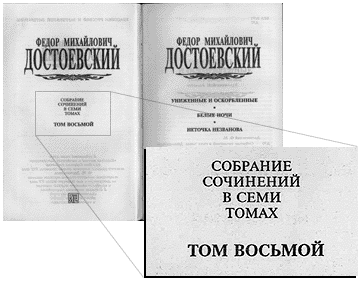 ФЕДОР МИХАЙЛОВИЧ
ДОСТОЕВСКИЙ
СОБРАНИЕ
СОЧИНЕНИЙ
В СЕМИ
ТОМАХ
ТОМ ВОСЬМОЙ
ФЕДОР МИХАЙЛОВИЧ
ДОСТОЕВСКИЙ
УНИЖЕННЫЕ И ОСКОРБЛЕННЫЕ
БЕЛЫЕ НОЧИ
НЕТОЧКА НЕЗВАНОВА
СОБРАНИЕ
СОЧИНЕНИЙ
В СЕМИ
ТОМАХ
ТОМ ВОСЬМОЙ